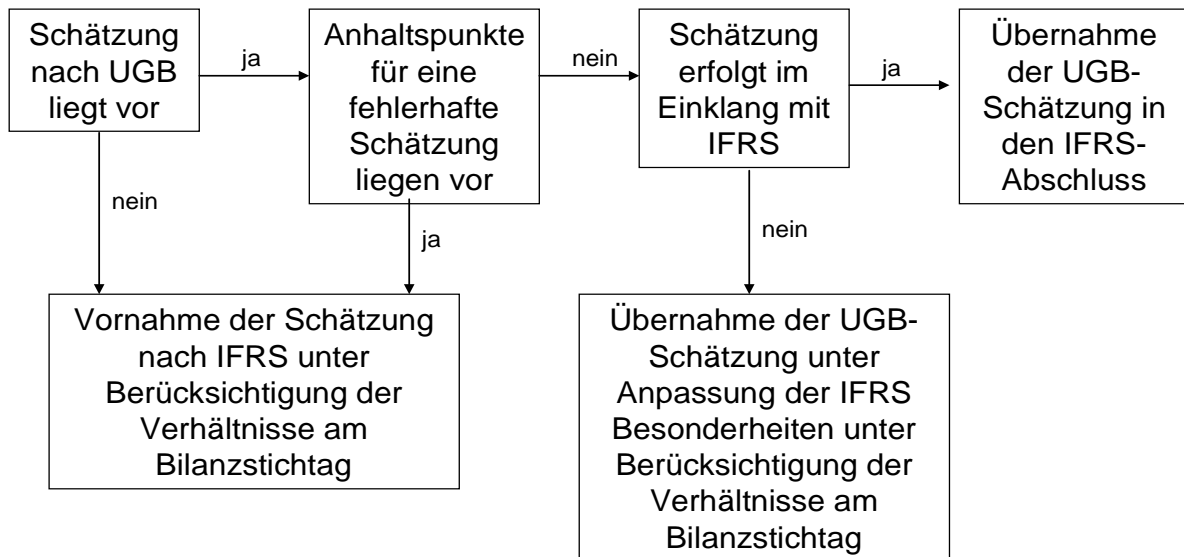 Schätzung
nach UGB
liegt vor
ja
Anhaltspunkte
für eine
fehlerhafte
Schätzung
liegen vor
nein
Schätzung
erfolgt im
Einklang mit
IFRS
ja
Übernahme
der UGB-
Schätzung in
den IFRS-
Abschluss
nein
ja
nein
Vornahme der Schätzung
nach IFRS unter
Berücksichtigung der
Verhältnisse am
Bilanzstichtag
Übernahme der UGB-
Schätzung unter
Anpassung der IFRS
Besonderheiten unter
Berücksichtigung der
Verhältnisse am
Bilanzstichtag